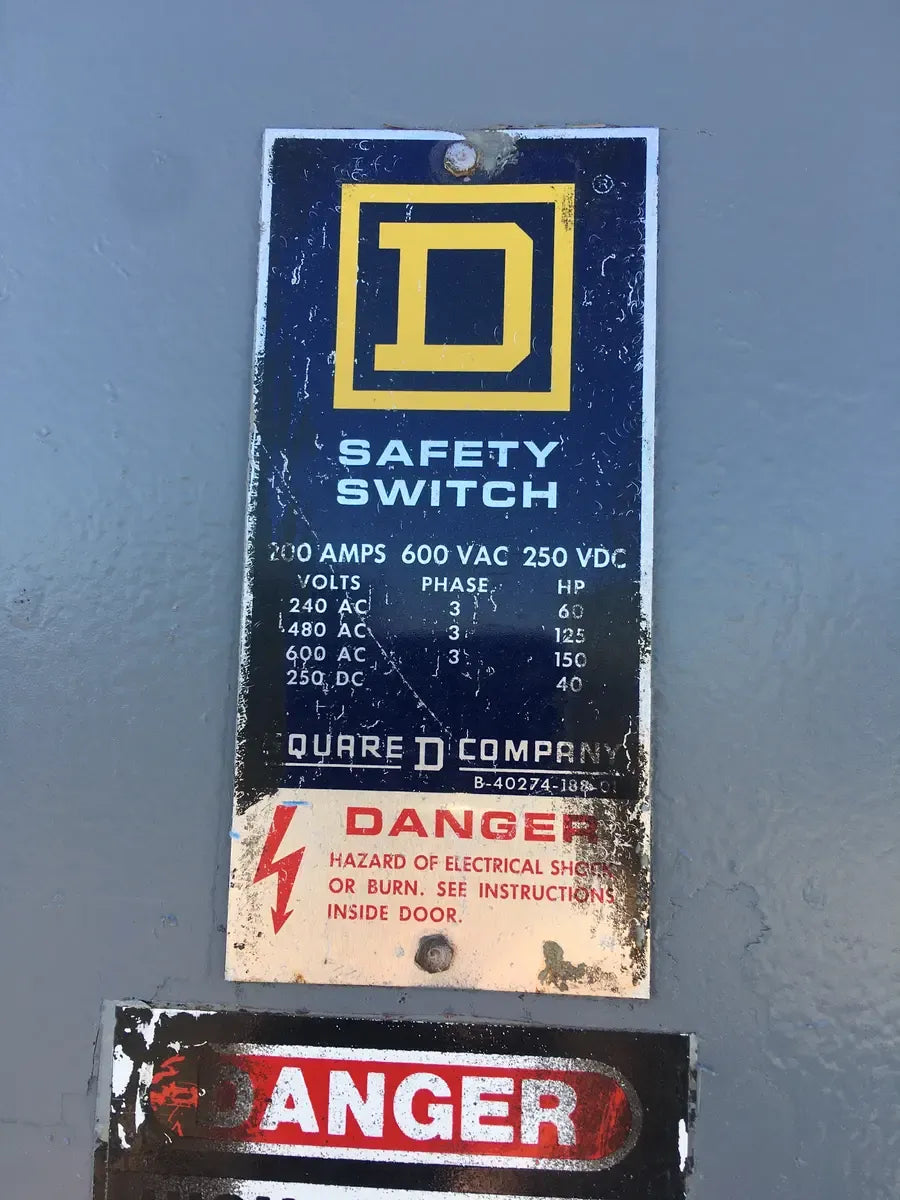 ®
D
SAFETY
SWITCH
200 AMPS 600 VAC 250 VDC
VOLTS PHASE HP
240 AC 3 60
480 AC 3 125
600 AC 3 150
250 DC 40
SQUARE D COMPANY
DANGER
HAZARD OF ELECTRICAL SHOCK
OR BURN. SEE INSTRUCTIONS
INSIDE DOOR.
DANGER